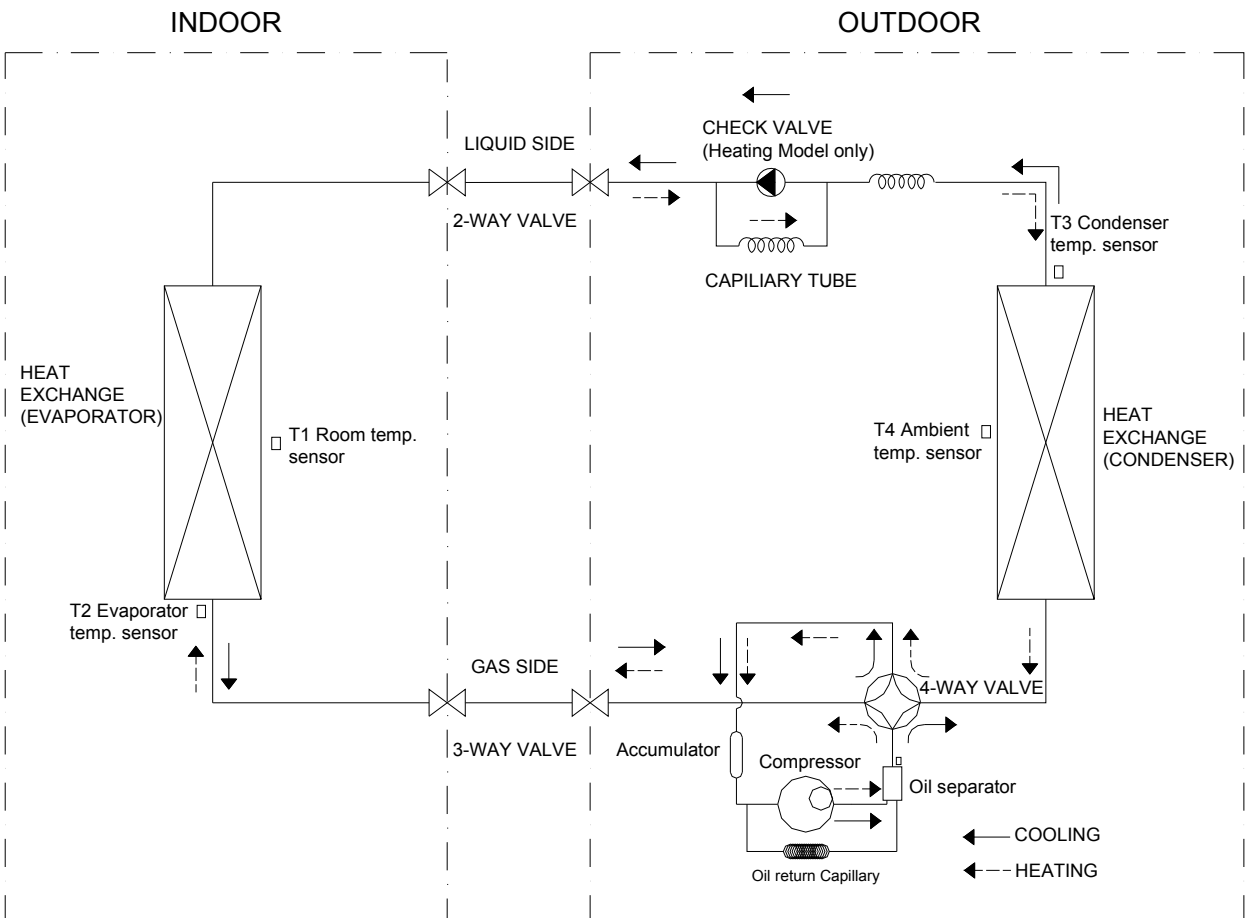 INDOOR
OUTDOOR
LIQUID SIDE
2-WAY VALVE
CHECK VALVE
(Heating Model only)
CAPILIARY TUBE
T3 Condenser
temp. sensor
HEAT
EXCHANGE
(EVAPORATOR)
T1 Room temp.
sensor
T4 Ambient
temp. sensor
HEAT
EXCHANGE
(CONDENSER)
T2 Evaporator
temp. sensor
GAS SIDE
3-WAY VALVE
4-WAY VALVE
Accumulator
Compressor
Oil separator
Oil return Capillary
COOLING
HEATING